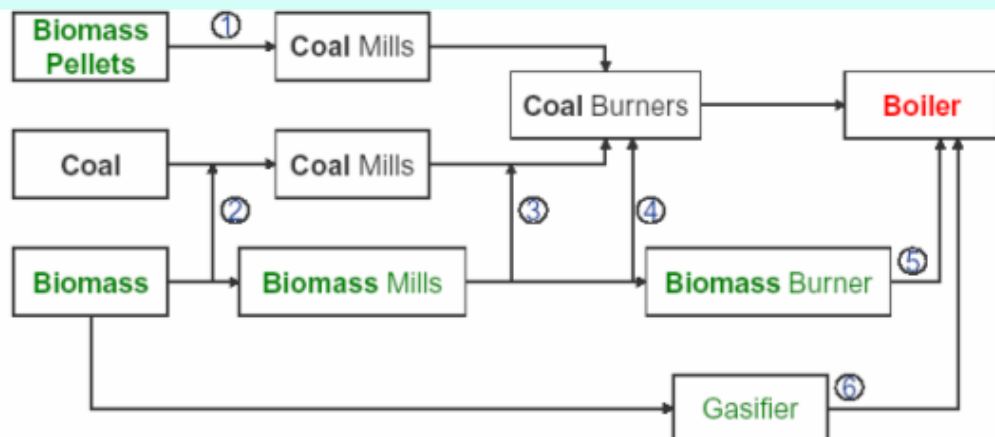 Biomass
Pellets
①
Coal Mills
Coal Burners
Boiler
Coal
②
Coal Mills
③
④
Biomass
Biomass Mills
Biomass Burner
⑤
Gasifier
⑥